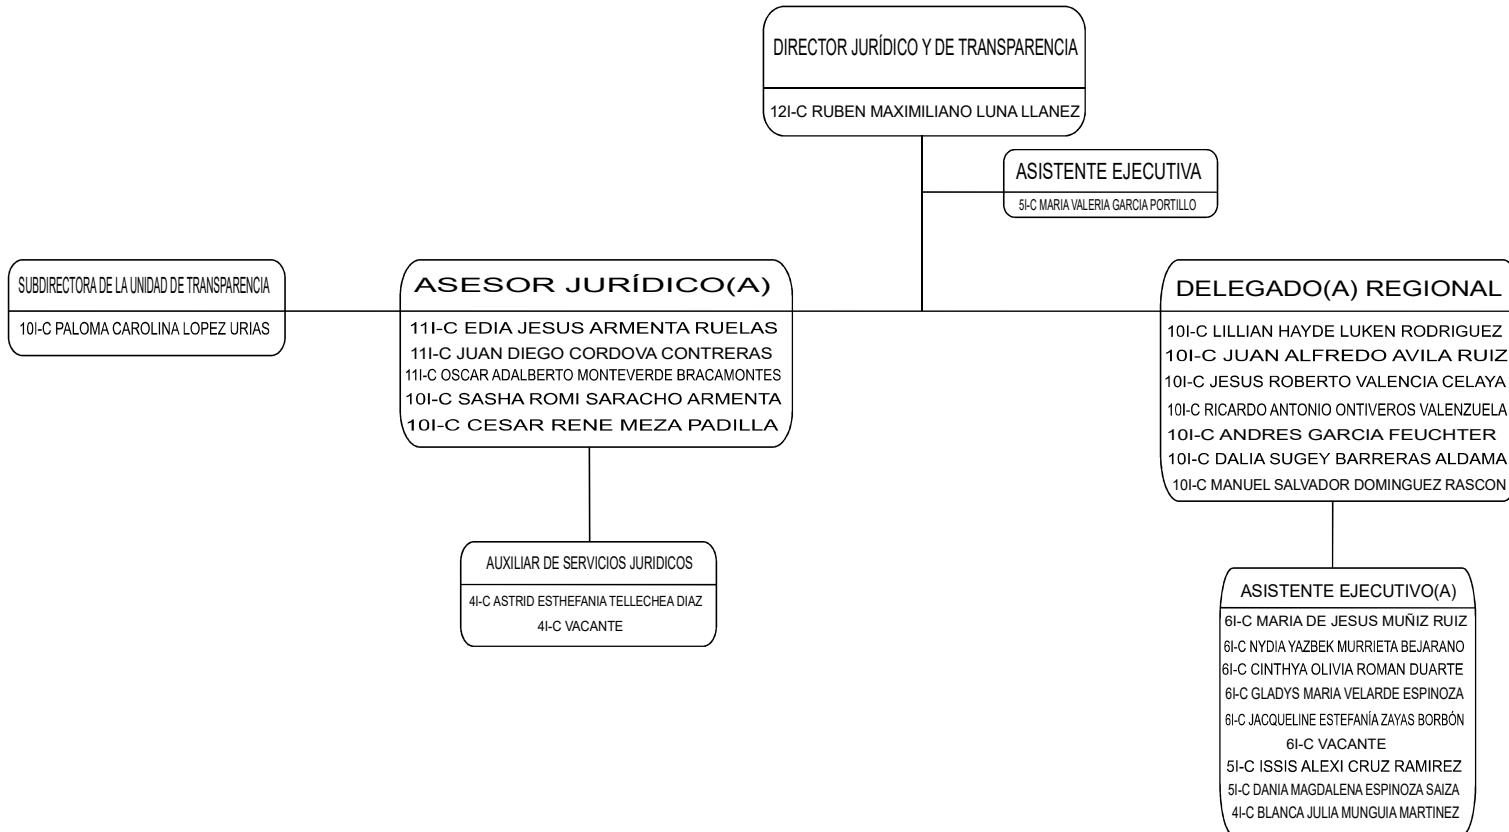 DIRECTOR JURÍDICO Y DE TRANSPARENCIA
12I-C RUBEN MAXIMILIANO LUNA LLANEZ
ASISTENTE EJECUTIVA
5I-C MARIA VALERIA GARCIA PORTILLO
SUBDIRECTORA DE LA UNIDAD DE TRANSPARENCIA
10I-C PALOMA CAROLINA LOPEZ URIAS
ASESOR JURÍDICO(A)
11I-C EDIA JESUS ARMENTA RUELAS
11I-C JUAN DIEGO CORDOVA CONTRERAS
11I-C OSCAR ADALBERTO MONTEVERDE BRACAMONTES
10I-C SASHA ROMI SARACHO ARMENTA
10I-C CESAR RENE MEZA PADILLA
DELEGADO(A) REGIONAL
10I-C LILLIAN HAYDE LUKEN RODRIGUEZ
10I-C JUAN ALFREDO AVILA RUIZ
10I-C JESUS ROBERTO VALENCIA CELAYA
10I-C RICARDO ANTONIO ONTIVEROS VALENZUELA
10I-C ANDRES GARCIA FEUCHTER
10I-C DALIA SUGEY BARRERAS ALDAMA
10I-C MANUEL SALVADOR DOMINGUEZ RASCON
AUXILIAR DE SERVICIOS JURIDICOS
4I-C ASTRID ESTHEFANIA TELLECHEA DIAZ
4I-C VACANTE
ASISTENTE EJECUTIVO(A)
6I-C MARIA DE JESUS MUÑIZ RUIZ
6I-C NYDIA YAZBEK MURRIETA BEJARANO
6I-C CINTHYA OLIVIA ROMAN DUARTE
6I-C GLADYS MARIA VELARDE ESPINOZA
6I-C JACQUELINE ESTEFANÍA ZAYAS BORBÓN
6I-C VACANTE
5I-C ISSIS ALEXI CRUZ RAMIREZ
5I-C DANIA MAGDALENA ESPINOZA SAIZA
4I-C BLANCA JULIA MUNGUIA MARTINEZ